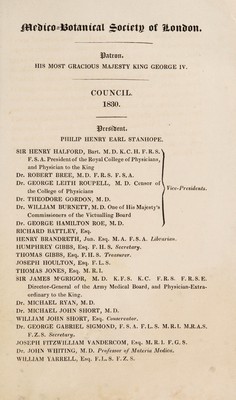 Medico-Botanical Society of London.
Patron.
HIS MOST GRACIOUS MAJESTY KING GEORGE IV.
COUNCIL.
1830.
President.
PHILIP HENRY EARL STANHOPE.
SIR HENRY HALFORD, Bart. M.D. K.C.H. F.R.S.
F.S.A. President of the Royal College of Physicians,
and Physician to the King
Dr. ROBERT BREE, M.D. F.R.S. F.S.A.
Dr. GEORGE LEITH ROUPELL, M.D. Censor of
the College of Physicians
Vice-Presidents.
Dr. THEODORE GORDON, M.D.
Dr. WILLIAM BURNETT, M.D. One of His Majesty's
Commissioners of the Victualling Board
Dr. GEORGE HAMILTON ROE, M.D.
RICHARD BATTLEY, Esq.
HENRY BRANDRETH, Jun. Esq. M.A. F.S.A. Librarian.
HUMPHREY GIBBS, Esq. F.H.S. Secretary.
THOMAS GIBBS, Esq. F.H.S. Treasurer.
JOSEPH HOULTON, Esq. F.L.S.
THOMAS JONES, Esq. M.R.I.
SIR JAMES M'GRIGOR, M.D. K.F.S. K.C. F.R.S. F.R.S.E.
Director-General of the Army Medical Board, and Physician-Extra-
ordinary to the King.
Dr. MICHAEL RYAN, M.D.
Dr. MICHAEL JOHN SHORT, M.D.
WILLIAM JOHN SHORT, Esq. Conservator.
Dr. GEORGE GABRIEL SIGMOND, F.S.A. F.L.S. M.R.I. M.R.A.S.
F.Z.S. Secretary.
JOSEPH FITZWILLIAM VANDERCOM, Esq. M.R.I. F.G.S.
Dr. JOHN WHITING, M.D. Professor of Materia Medica.
WILLIAM YARRELL, Esq. F.L.S. F.Z.S.